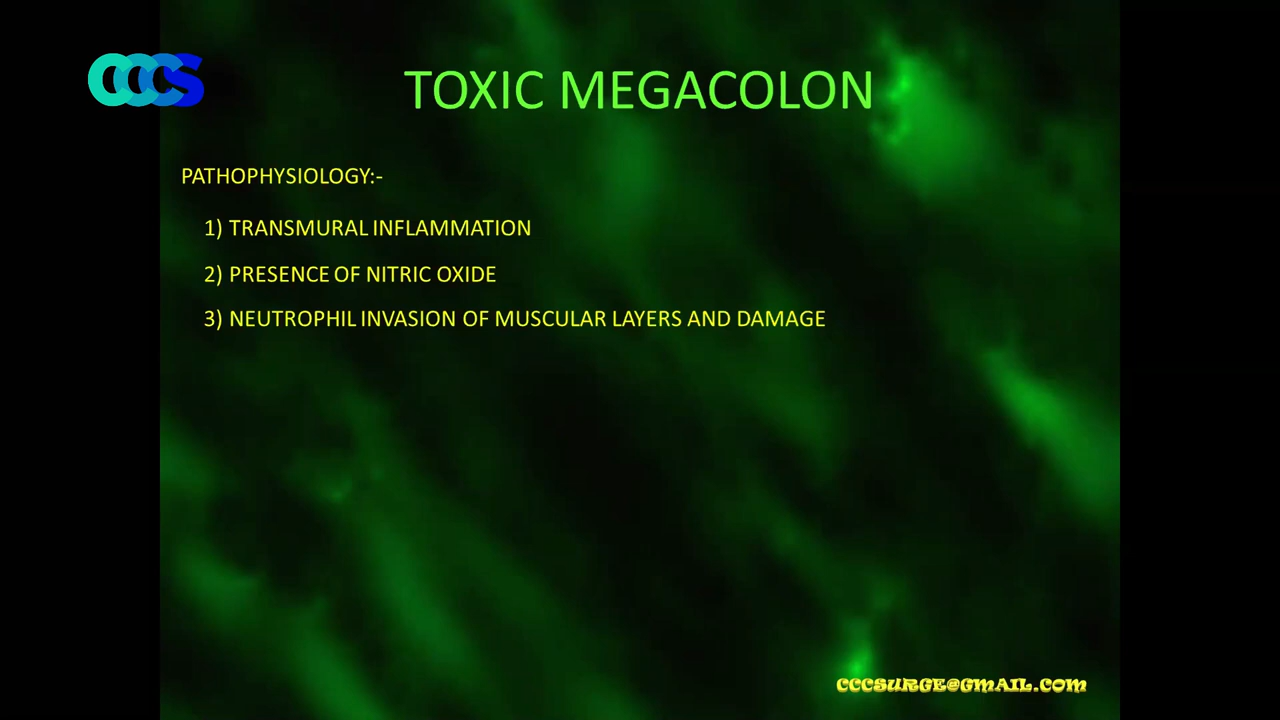 CCCS
TOXIC MEGACOLON
PATHOPHYSIOLOGY:-
1) TRANSMURAL INFLAMMATION
2) PRESENCE OF NITRIC OXIDE
3) NEUTROPHIL INVASION OF MUSCULAR LAYERS AND DAMAGE
CCCSURGE@GMAIL.COM